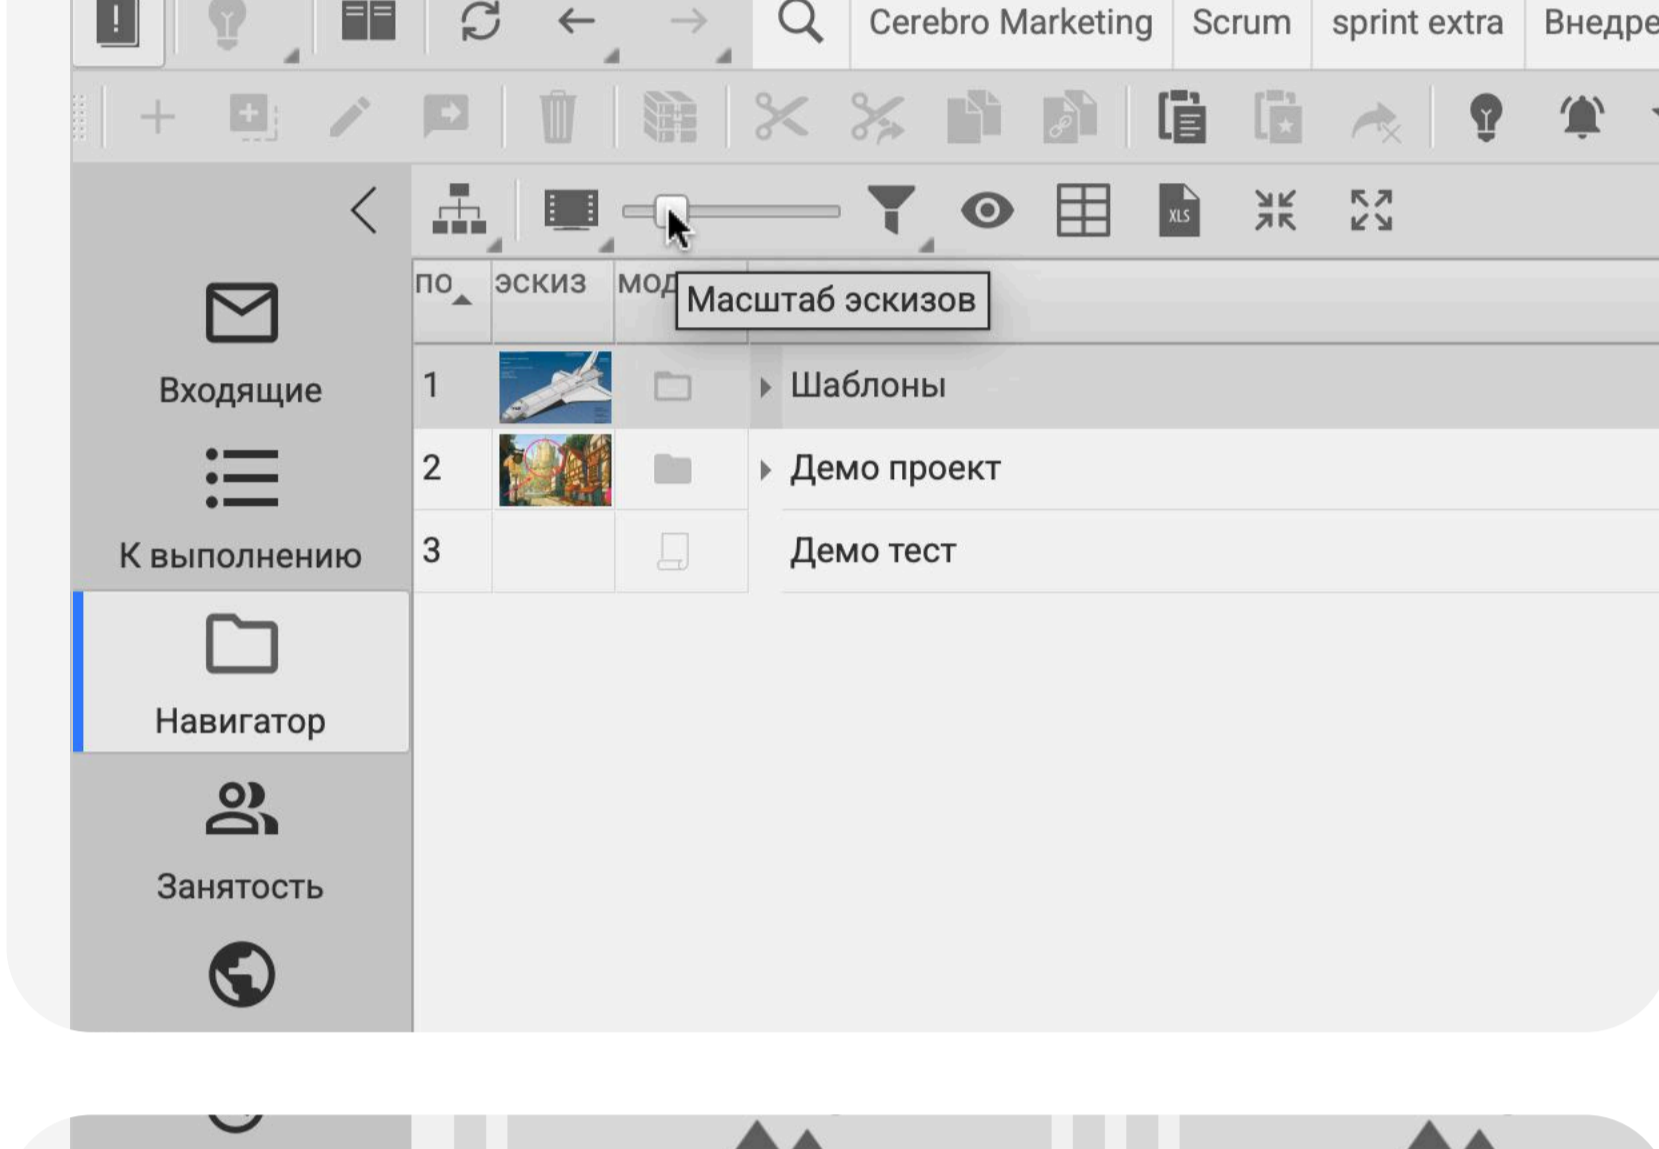 Cerebro Marketing Scrum sprint extra Внедре
XLS
по эскиз мод
Масштаб эскизов
1 Шаблоны
2 Демо проект
3 Демо тест
Входящие
К выполнению
Навигатор
Занятость